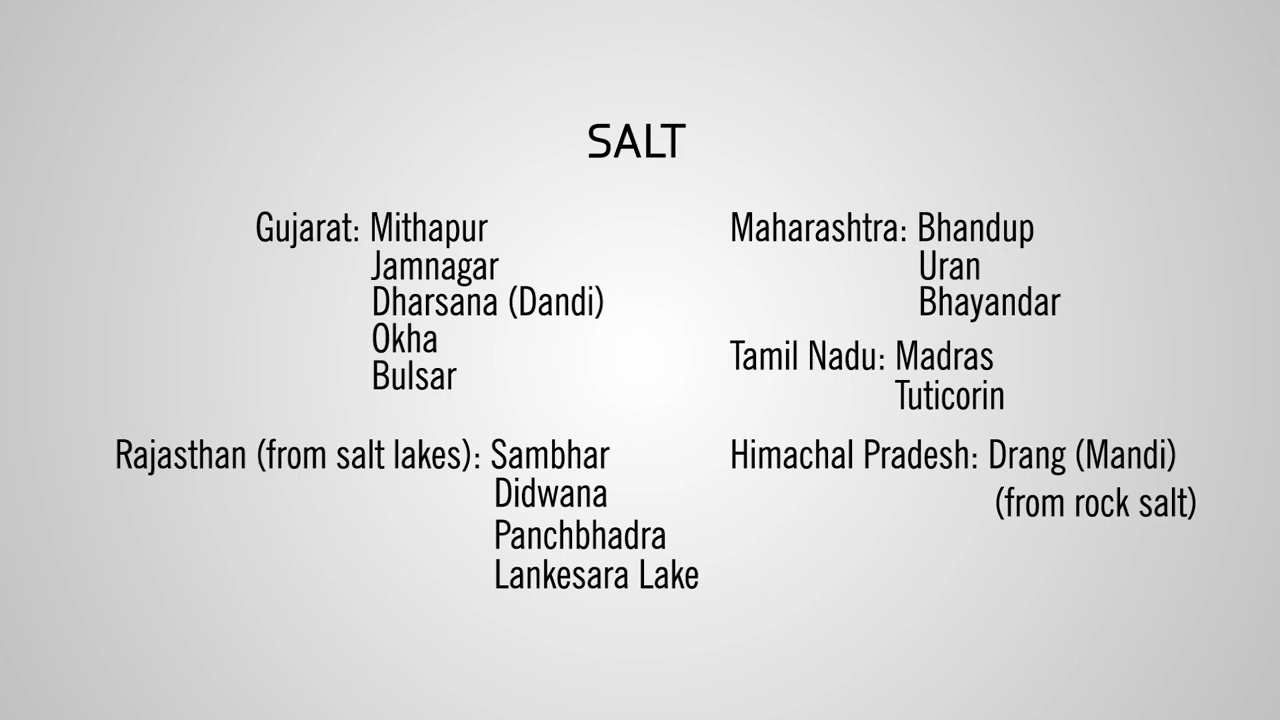 SALT
Gujarat: Mithapur
Jamnagar
Dharsana (Dandi)
Okha
Bulsar
Rajasthan (from salt lakes): Sambhar
Didwana
Panchbhadra
Lankesara Lake
Maharashtra: Bhandup
Uran
Bhayandar
Tamil Nadu: Madras
Tuticorin
Himachal Pradesh: Drang (Mandi)
(from rock salt)